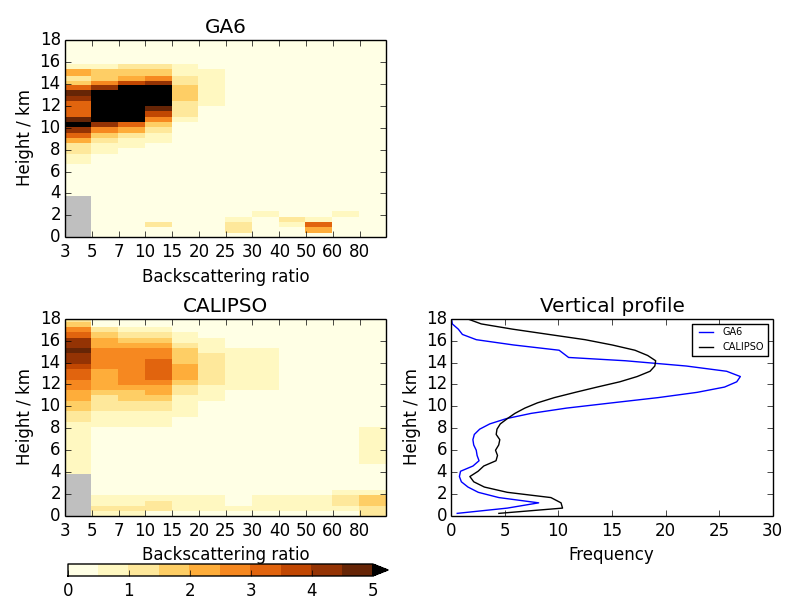 GA6
18
16
14
12
10
8
6
4
2
0
Height / km
3 5 7 10 15 20 25 30 40 50 60 80
Backscattering ratio
CALIPSO
18
16
14
12
10
8
6
4
2
0
Height / km
3 5 7 10 15 20 25 30 40 50 60 80
Backscattering ratio
0 1 2 3 4 5
Vertical profile
GA6
CALIPSO
18
16
14
12
10
8
6
4
2
0
Height / km
0 5 10 15 20 25 30
Frequency